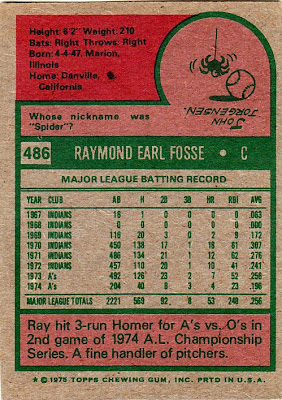 Height: 6'2" Weight: 210
Bats: Right Throws: Right
Born: 4-4-47, Marion,
Illinois
Home: Danville,
California
Whose nickname was
"Spider"?
JOHN
JORGENSEN.
486 RAYMOND EARL FOSSE • C
MAJOR LEAGUE BATTING RECORD
YEAR CLUB AB H 2B 3B HR RBI AVG
1967 INDIANS 16 1 0 0 0 0 .063
1968 INDIANS 0 0 0 0 0 0 .000
1969 INDIANS 116 20 3 0 2 9 .172
1970 INDIANS 450 138 17 1 18 61 .307
1971 INDIANS 486 134 21 1 12 62 .276
1972 INDIANS 457 110 20 1 10 41 .241
1973 A's 492 126 23 2 7 52 .256
1974 A's 204 40 8 3 4 23 .196
MAJOR LEAGUE TOTALS 2221 569 92 8 53 248 .256
Ray hit 3-run Homer for A's vs. O's in
2nd game of 1974 A.L. Championship
Series. A fine handler of pitchers.
* © 1975 TOPPS CHEWING GUM, INC. PRTD IN U.S.A.